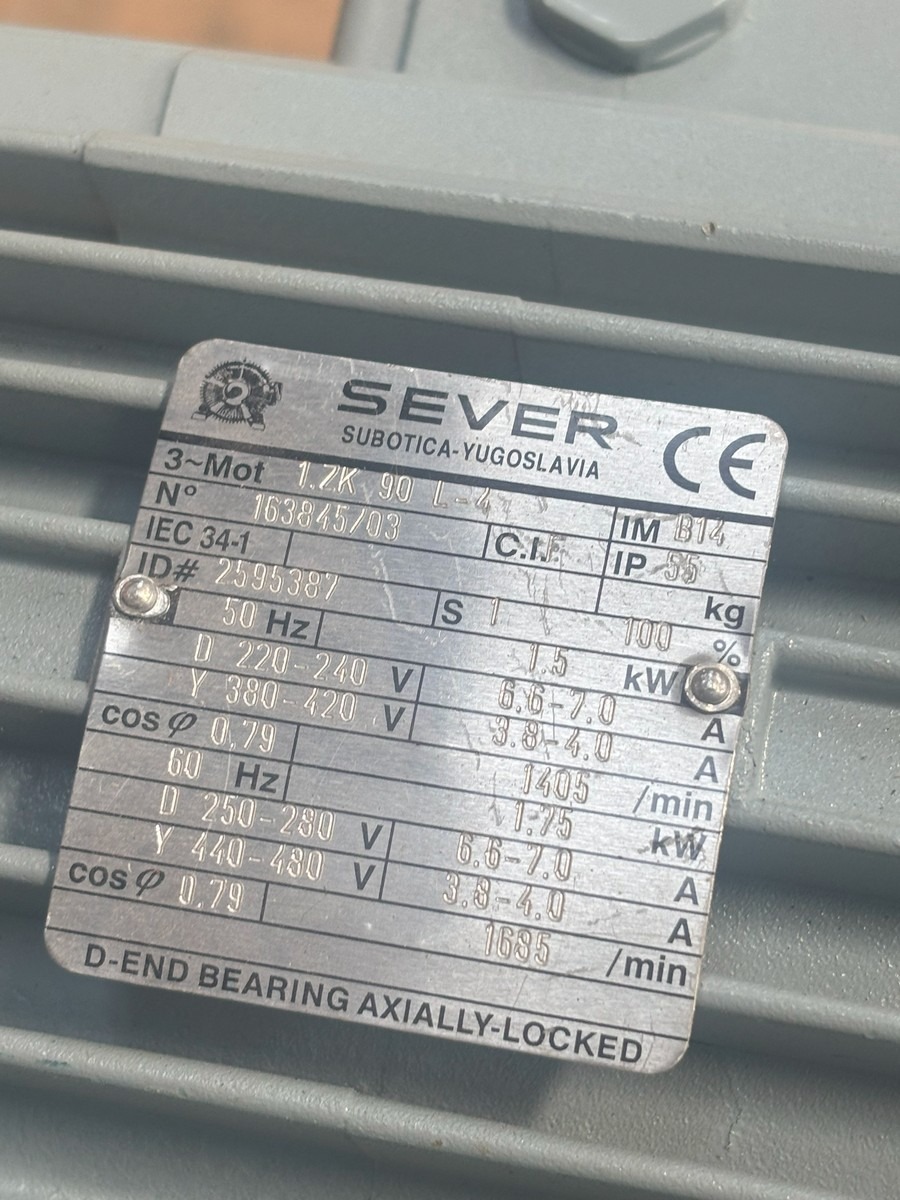 SEVER
SUBOTICA-YUGOSLAVIA
CE
3~Mot 1.ZK 90 L-4 IM B14
Nº 163845/03 C.I.F IP 55
IEC 34-1 kg
ID# 2595387 S 1 100 %
50 Hz 1.5 kW
D 220-240 V 6.6-7.0 A
Y 380-420 V 3.8-4.0 A
cos φ 0.79 1405 /min
60 Hz 1.75 kW
D 250-280 V 6.6-7.0 A
Y 440-480 V 3.8-4.0 A
cos φ 0.79 1685 /min
D-END BEARING AXIALLY-LOCKED